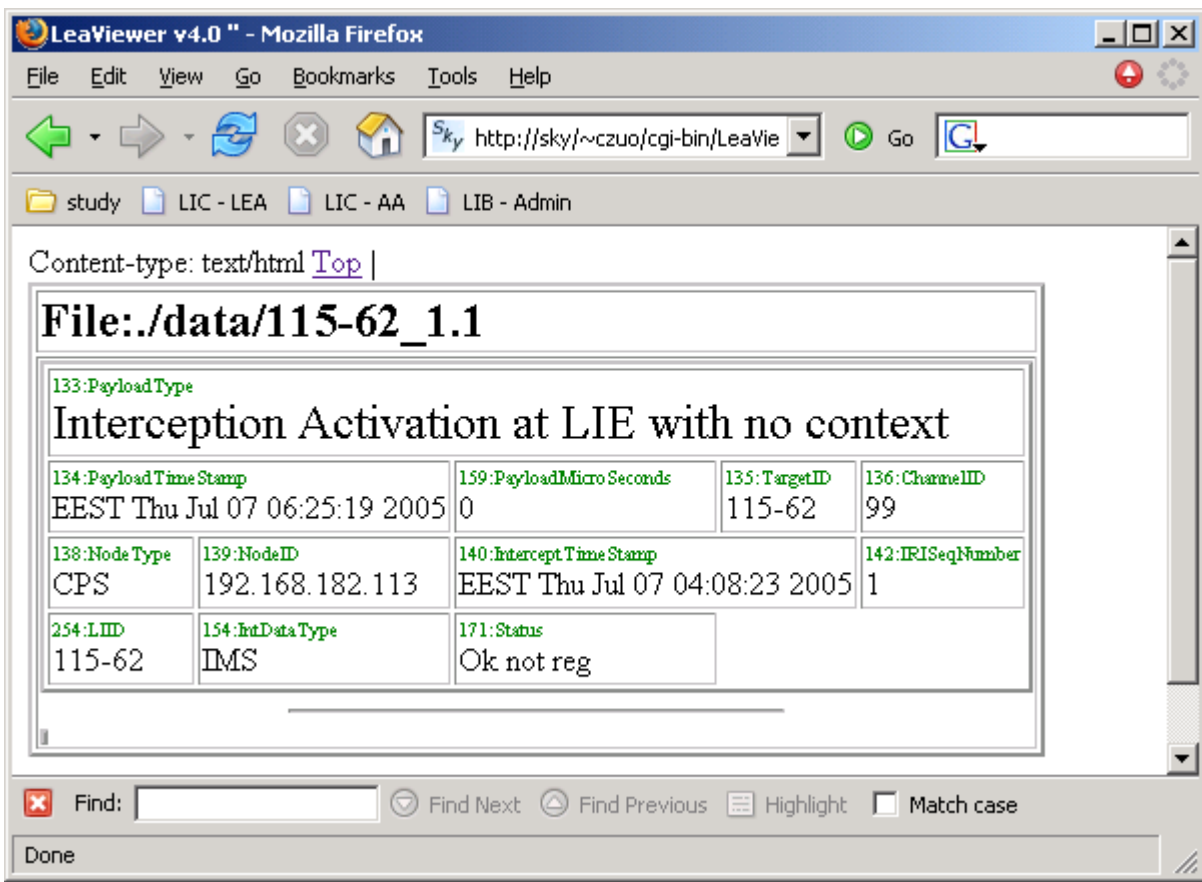 LeaViewer v4.0 " - Mozilla Firefox
File Edit View Go Bookmarks Tools Help
Sky http://sky/~czuo/cgi-bin/LeaVie Go G
study LIC - LEA LIC - AA LIB - Admin
Content-type: text/html Top |
File:./data/115-62_1.1
133:PayloadType
Interception Activation at LIE with no context
134:PayloadTimeStamp 159:PayloadMicroSeconds 135:TargetID 136:ChannelID
EEST Thu Jul 07 06:25:19 2005 0 115-62 99
138:NodeType 139:NodeID 140:InterceptTimeStamp 142:IRISeqNumber
CPS 192.168.182.113 EEST Thu Jul 07 04:08:23 2005 1
254:LIID 154:IntDataType 171:Status
115-62 IMS Ok not reg
Find: Find Next Find Previous Highlight Match case
Done